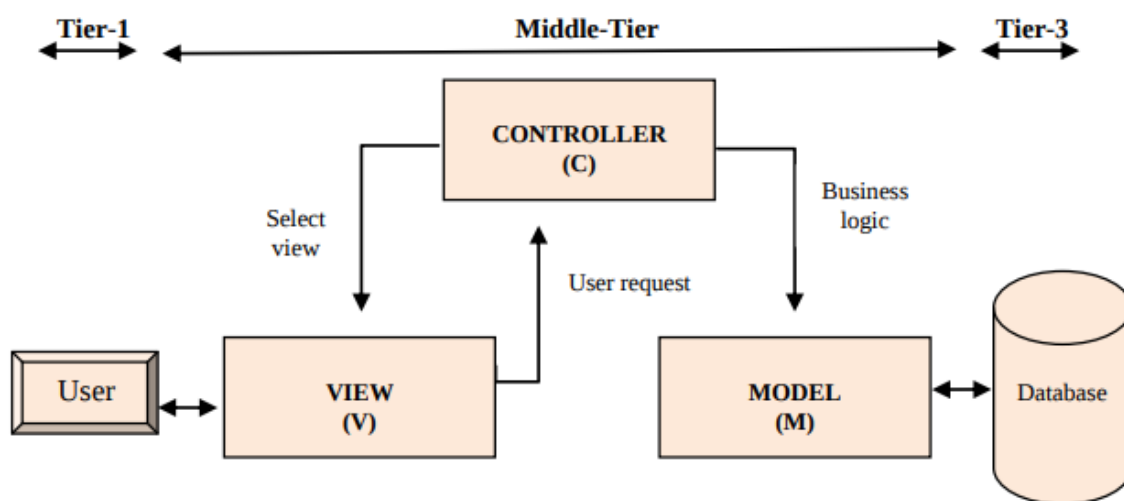 Tier-1
Middle-Tier
Tier-3
CONTROLLER
(C)
Select
view
Business
logic
User request
User
VIEW
(V)
MODEL
(M)
Database